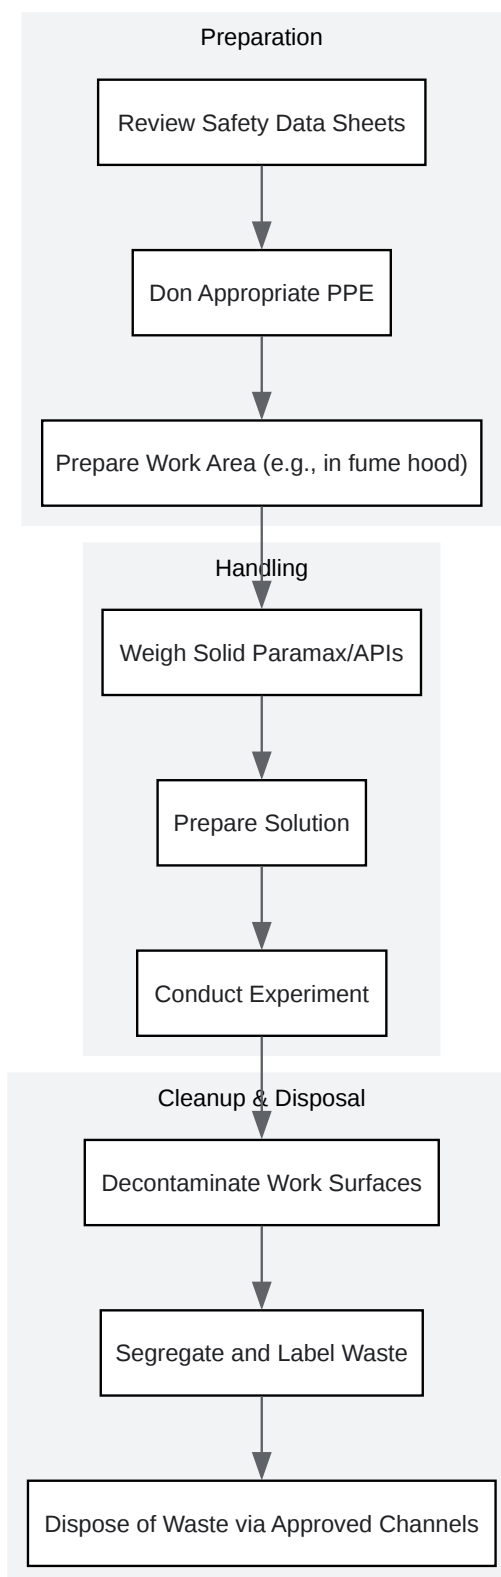 Preparation
Review Safety Data Sheets
Don Appropriate PPE
Prepare Work Area (e.g., in fume hood)
Handling
Weigh Solid Paramax/APIs
Prepare Solution
Conduct Experiment
Cleanup & Disposal
Decontaminate Work Surfaces
Segregate and Label Waste
Dispose of Waste via Approved Channels